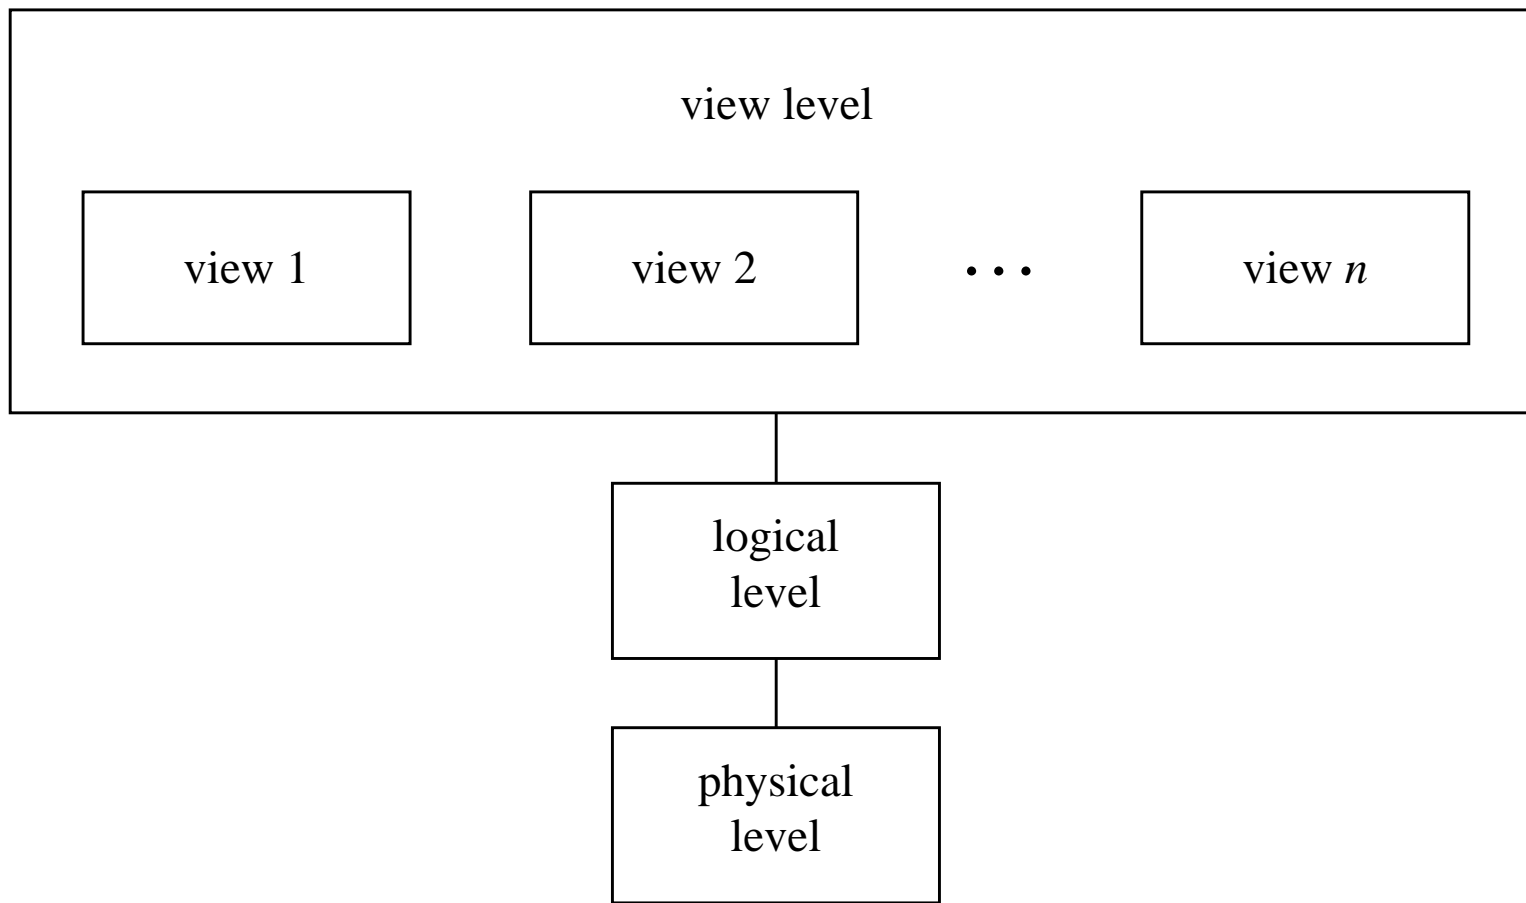 view level
view 1
view 2
...
view n
logical
level
physical
level